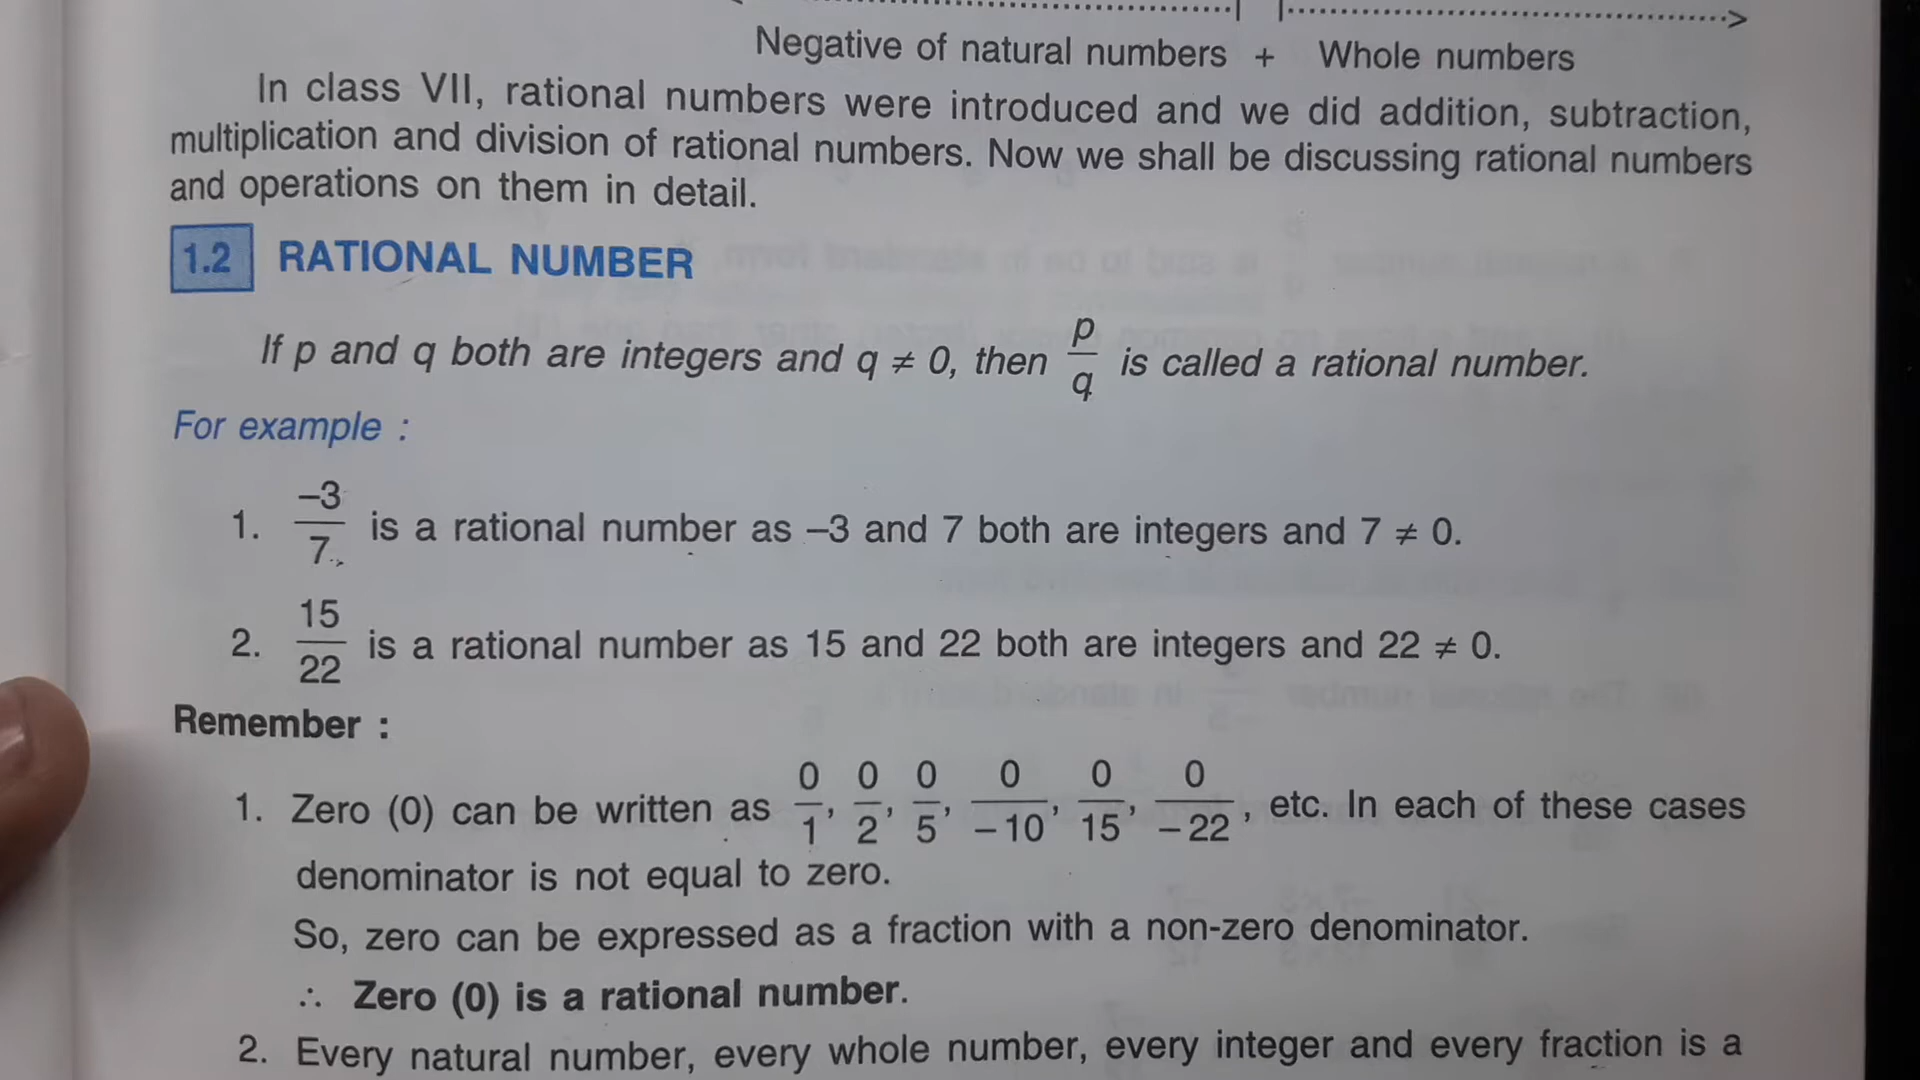 Negative of natural numbers + Whole numbers
In class VII, rational numbers were introduced and we did addition, subtraction,
multiplication and division of rational numbers. Now we shall be discussing rational numbers
and operations on them in detail.
1.2 RATIONAL NUMBER
If p and q both are integers and q ≠ 0, then p/q is called a rational number.
For example :
1. –3/7 is a rational number as –3 and 7 both are integers and 7 ≠ 0.
2. 15/22 is a rational number as 15 and 22 both are integers and 22 ≠ 0.
Remember :
1. Zero (0) can be written as 0/1, 0/2, 0/5, 0/–10, 0/15, 0/–22, etc. In each of these cases
denominator is not equal to zero.
So, zero can be expressed as a fraction with a non-zero denominator.
∴ Zero (0) is a rational number.
2. Every natural number, every whole number, every integer and every fraction is a